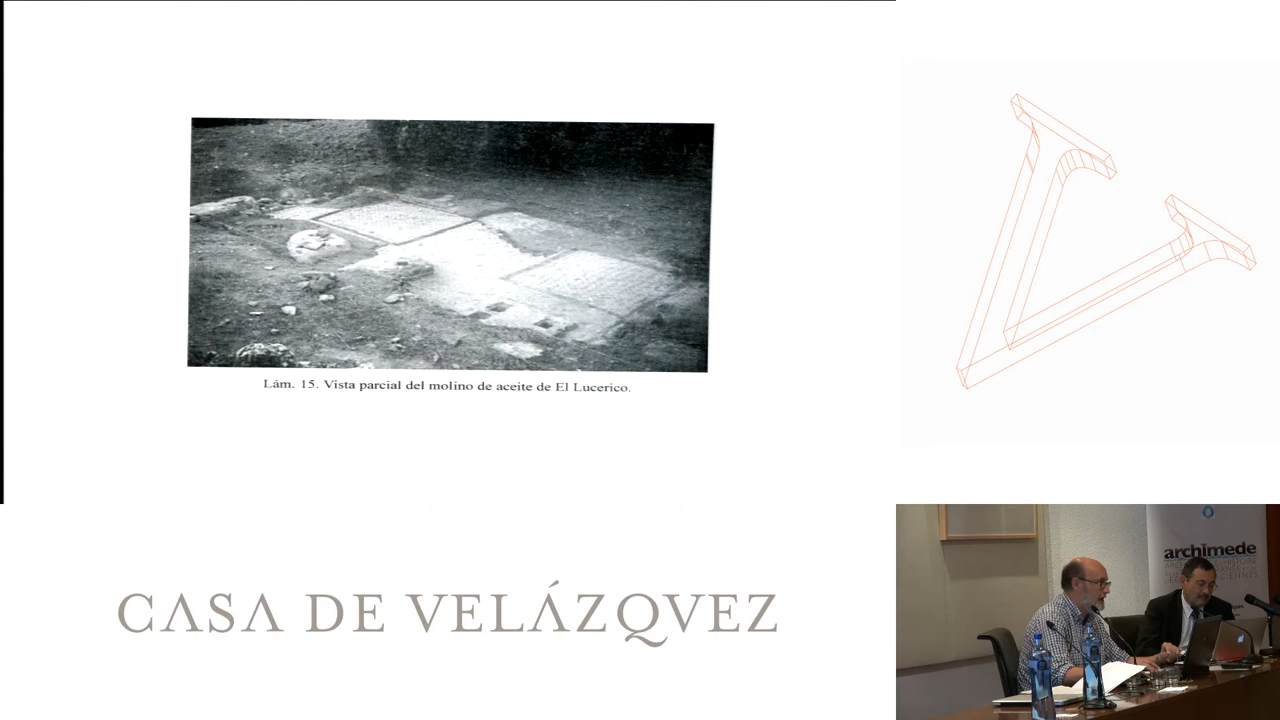 Lám. 15. Vista parcial del molino de aceite de El Lucerico.
CASA DE VELÁZQVEZ
archimede